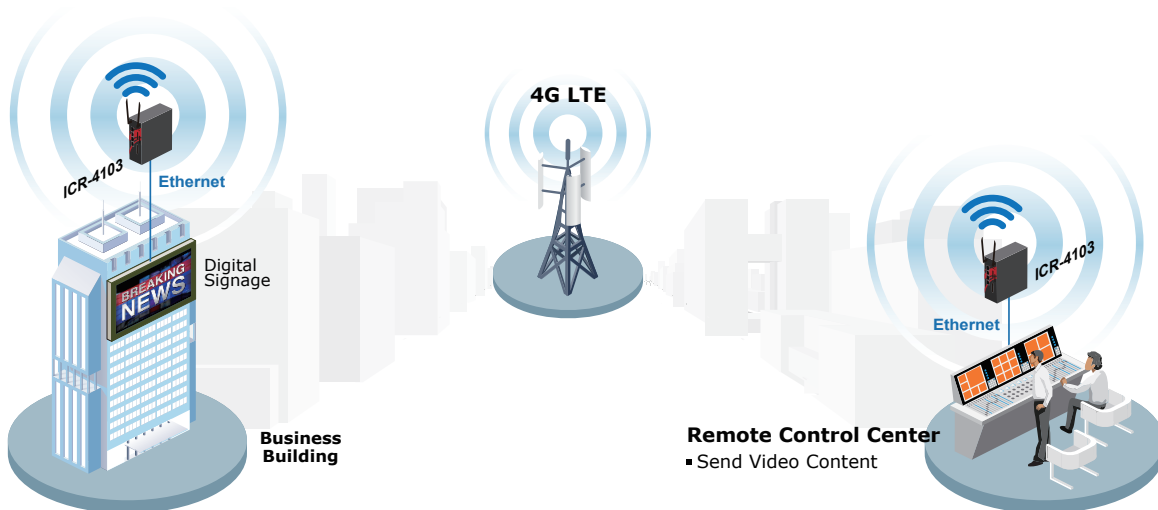 4G LTE
ICR-4103
Ethernet
Digital
Signage
BREAKING
NEWS
Business
Building
ICR-4103
Ethernet
Remote Control Center
▪ Send Video Content